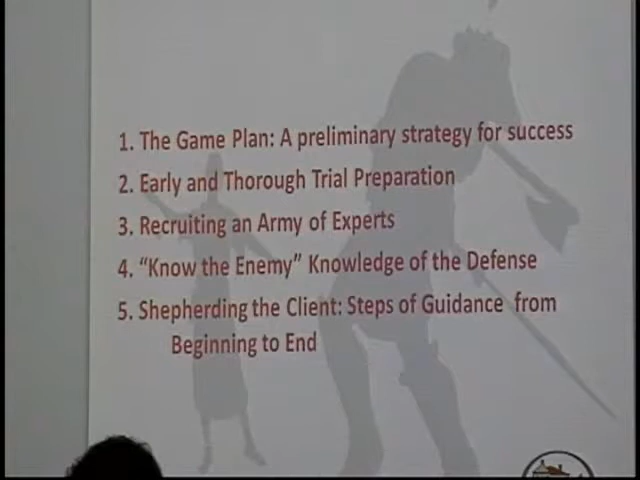 1. The Game Plan: A preliminary strategy for success
2. Early and Thorough Trial Preparation
3. Recruiting an Army of Experts
4. “Know the Enemy” Knowledge of the Defense
5. Shepherding the Client: Steps of Guidance from
Beginning to End